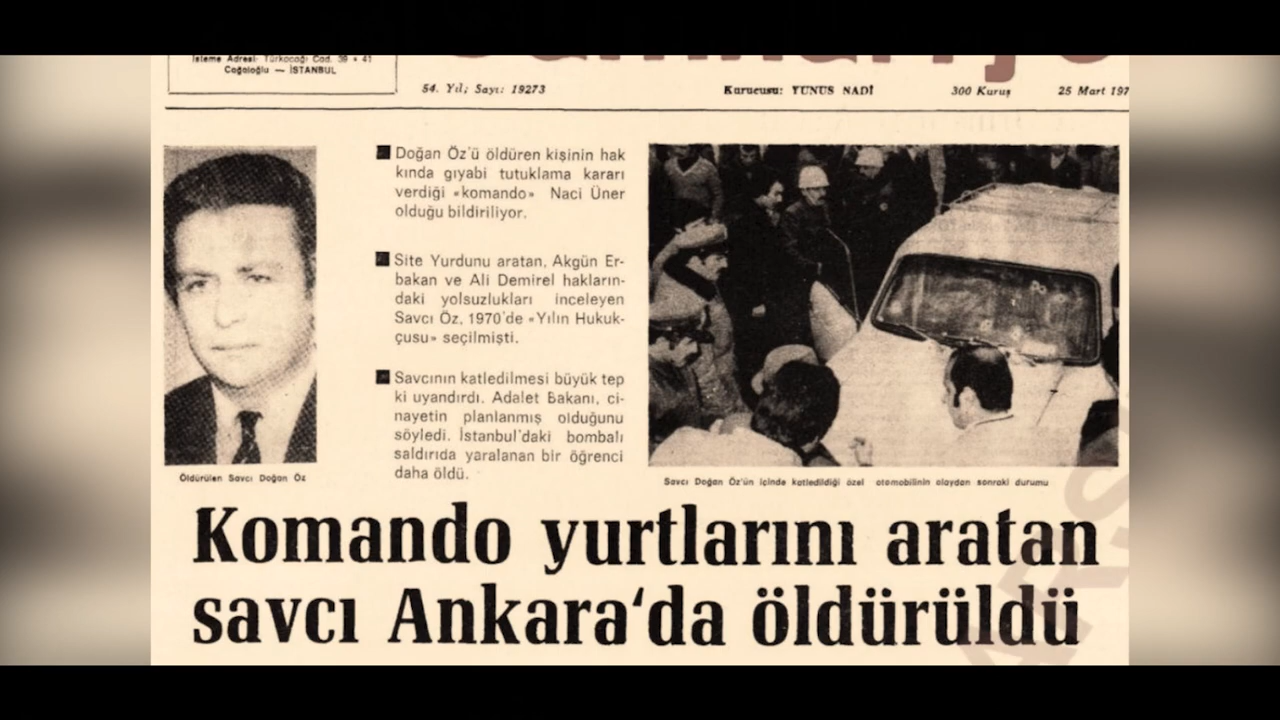 İsleme Adresi: Türkocağı Cad. 39 - 41
Cağaloğlu — İSTANBUL
54. Yıl; Sayı: 19273
Kurucusu: YUNUS NADİ
300 Kuruş
25 Mart 197
Doğan Öz'ü öldüren kişinin hak
kında gıyabi tutuklama kararı
verdiği «komando» Naci Üner
olduğu bildiriliyor.
Site Yurdunu aratan, Akgün Er-
bakan ve Ali Demirel hakların-
daki yolsuzlukları inceleyen
Savcı Öz, 1970'de «Yılın Hukuk-
çusu» seçilmişti.
Savcının katledilmesi büyük tep
ki uyandırdı. Adalet Bakanı, ci-
nayetin planlanmış olduğunu
söyledi. İstanbul'daki bombalı
saldırıda yaralanan bir öğrenci
daha öldü.
Öldürülen Savcı Doğan Öz
Savcı Doğan Öz'ün içinde katledildiği özel otomobilinin olaydan sonraki durumu
Komando yurtlarını aratan
savcı Ankara'da öldürüldü